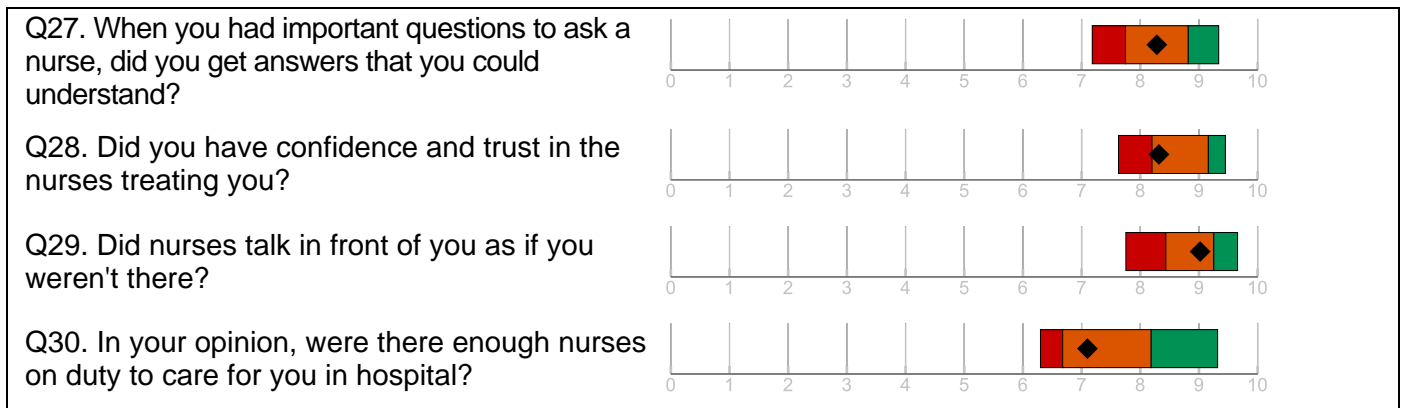 Q27. When you had important questions to ask a
nurse, did you get answers that you could
understand?
0 1 2 3 4 5 6 7 8 9 10
Q28. Did you have confidence and trust in the
nurses treating you?
0 1 2 3 4 5 6 7 8 9 10
Q29. Did nurses talk in front of you as if you
weren't there?
0 1 2 3 4 5 6 7 8 9 10
Q30. In your opinion, were there enough nurses
on duty to care for you in hospital?
0 1 2 3 4 5 6 7 8 9 10